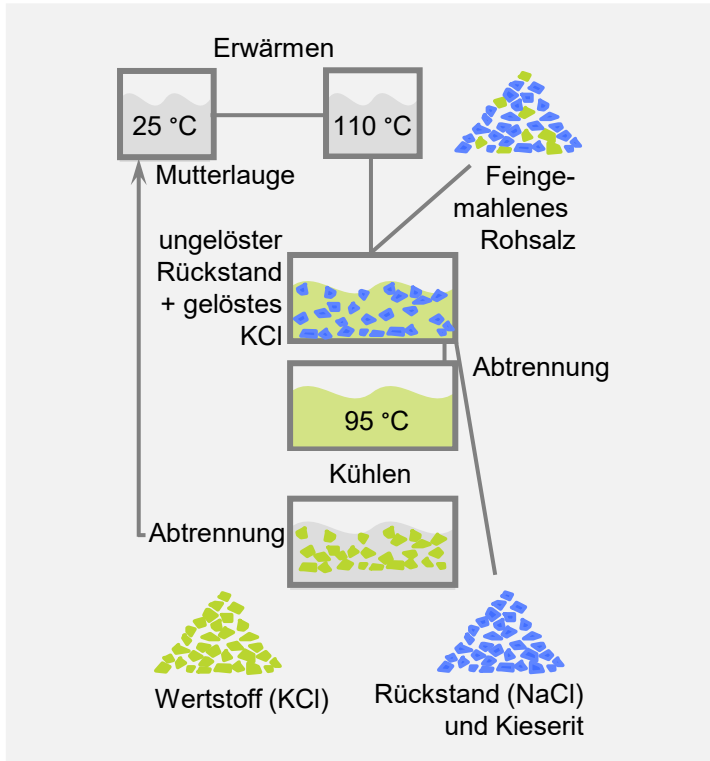 Erwärmen
25 °C
110 °C
Mutterlauge
Feinge-
mahlenes
Rohsalz
ungelöster
Rückstand
+ gelöstes
KCl
Abtrennung
95 °C
Kühlen
Abtrennung
Wertstoff (KCl)
Rückstand (NaCl)
und Kieserit